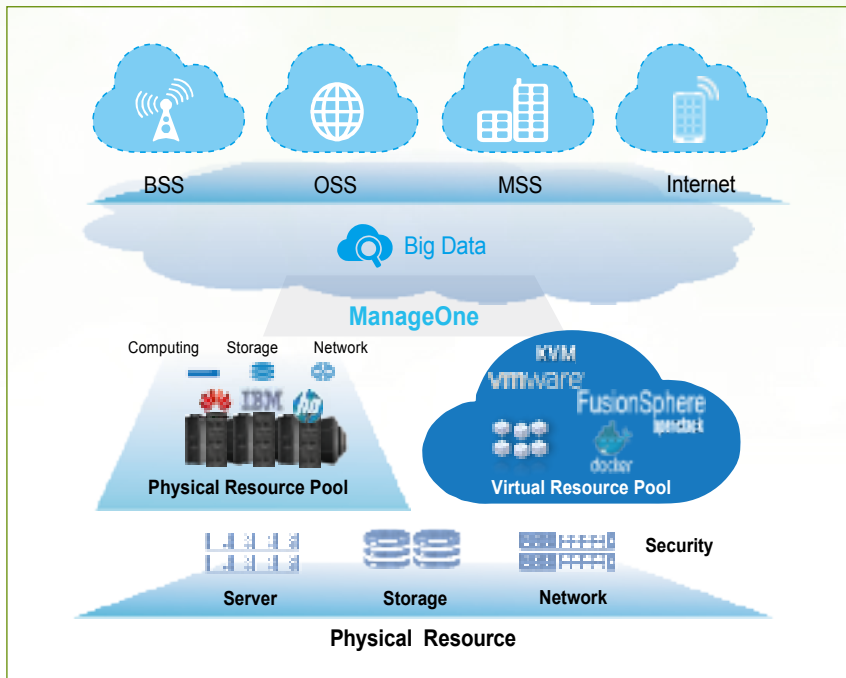 BSS OSS MSS Internet
Big Data
ManageOne
Computing Storage Network
KVM
vmware
IBM hp
FusionSphere
openstack
docker
Physical Resource Pool Virtual Resource Pool
Security
Server Storage Network
Physical Resource